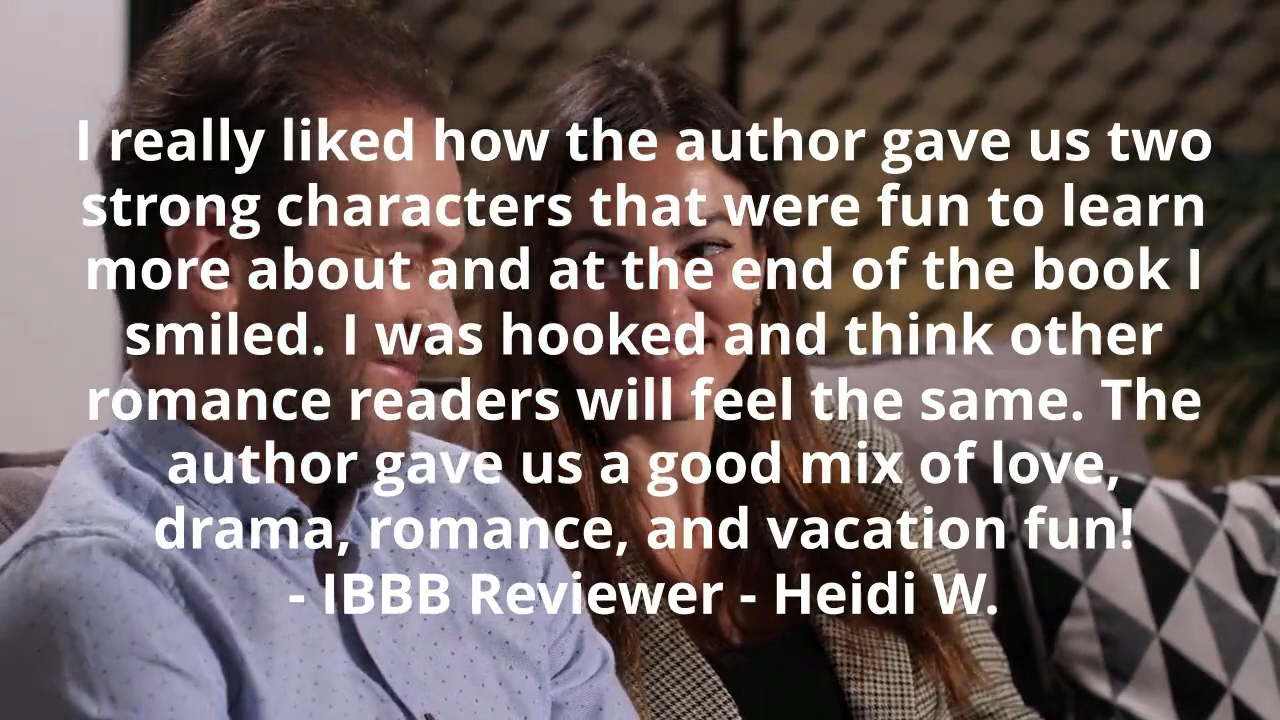 I really liked how the author gave us two
strong characters that were fun to learn
more about and at the end of the book I
smiled. I was hooked and think other
romance readers will feel the same. The
author gave us a good mix of love,
drama, romance, and vacation fun!
- IBBB Reviewer - Heidi W.